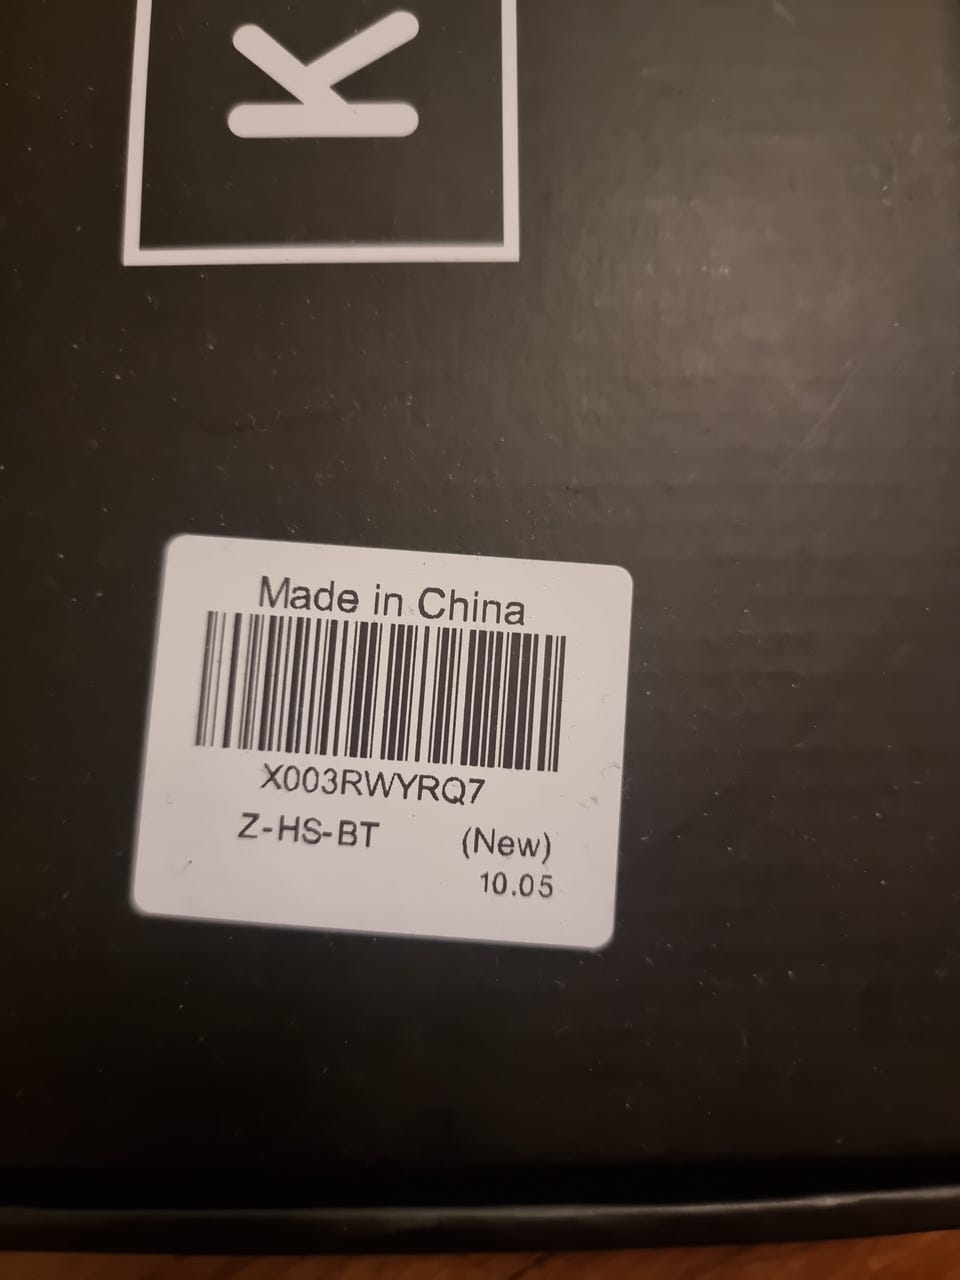 K
Made in China
X003RWYRQ7
Z-HS-BT (New)
10.05